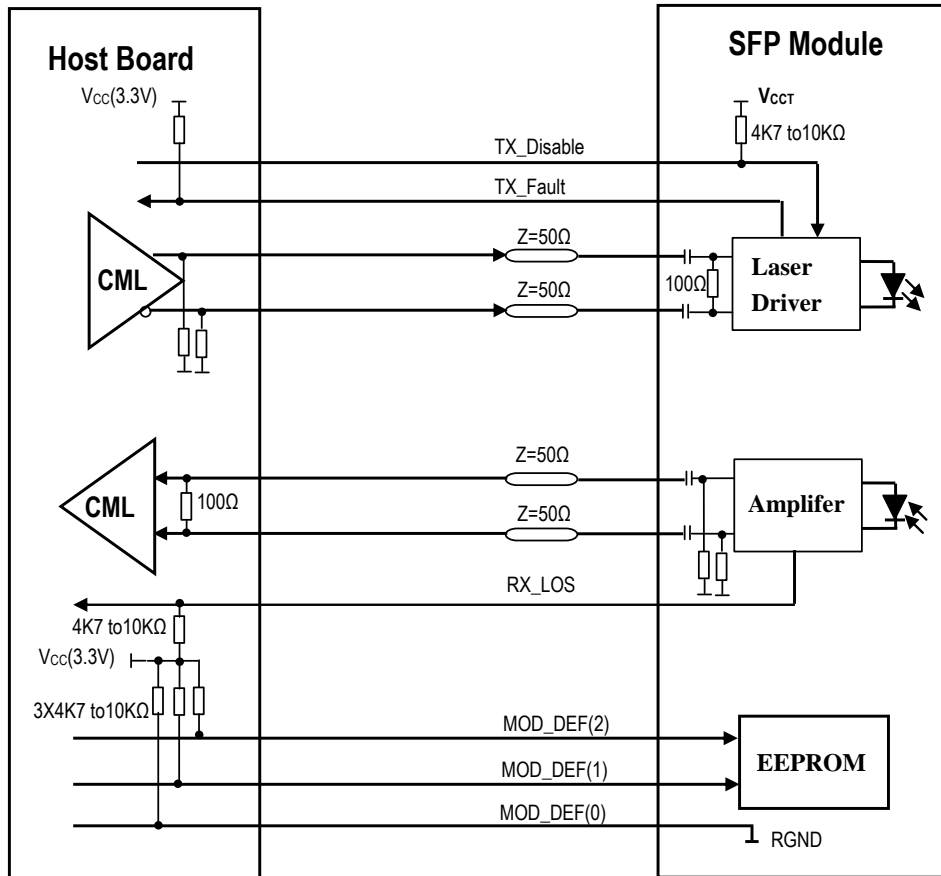 Host Board
SFP Module
VCC(3.3V)
VCCT
4K7 to10KΩ
TX_Disable
TX_Fault
Z=50Ω
CML
100Ω
Laser
Driver
Z=50Ω
Z=50Ω
CML
100Ω
Amplifer
Z=50Ω
RX_LOS
4K7 to10KΩ
VCC(3.3V)
3X4K7 to10KΩ
MOD_DEF(2)
EEPROM
MOD_DEF(1)
MOD_DEF(0)
RGND